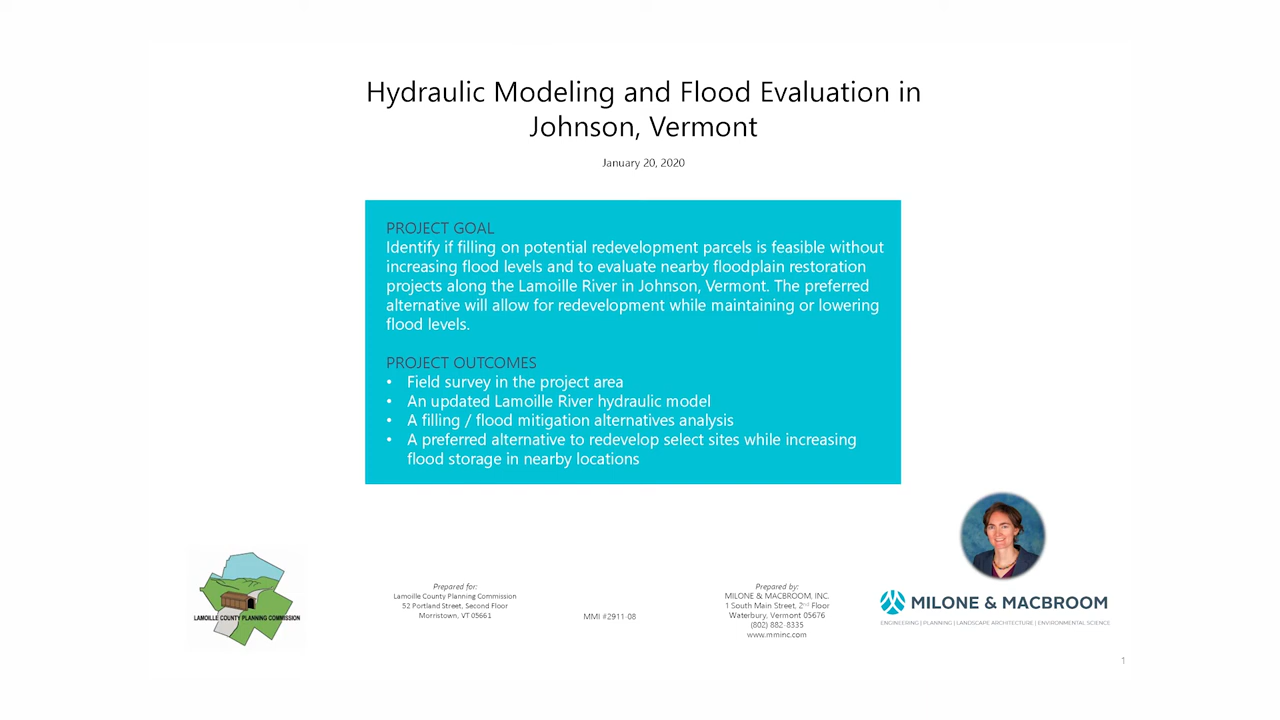 Hydraulic Modeling and Flood Evaluation in
Johnson, Vermont
January 20, 2020
PROJECT GOAL
Identify if filling on potential redevelopment parcels is feasible without
increasing flood levels and to evaluate nearby floodplain restoration
projects along the Lamoille River in Johnson, Vermont. The preferred
alternative will allow for redevelopment while maintaining or lowering
flood levels.
PROJECT OUTCOMES
• Field survey in the project area
• An updated Lamoille River hydraulic model
• A filling / flood mitigation alternatives analysis
• A preferred alternative to redevelop select sites while increasing
flood storage in nearby locations
LAMOILLE COUNTY PLANNING COMMISSION
Prepared for:
Lamoille County Planning Commission
52 Portland Street, Second Floor
Morristown, VT 05661
MMI #2911-08
Prepared by:
MILONE & MACBROOM, INC.
1 South Main Street, 2nd Floor
Waterbury, Vermont 05676
(802) 882-8335
www.mminc.com
MILONE & MACBROOM
ENGINEERING | PLANNING | LANDSCAPE ARCHITECTURE | ENVIRONMENTAL SCIENCE
1